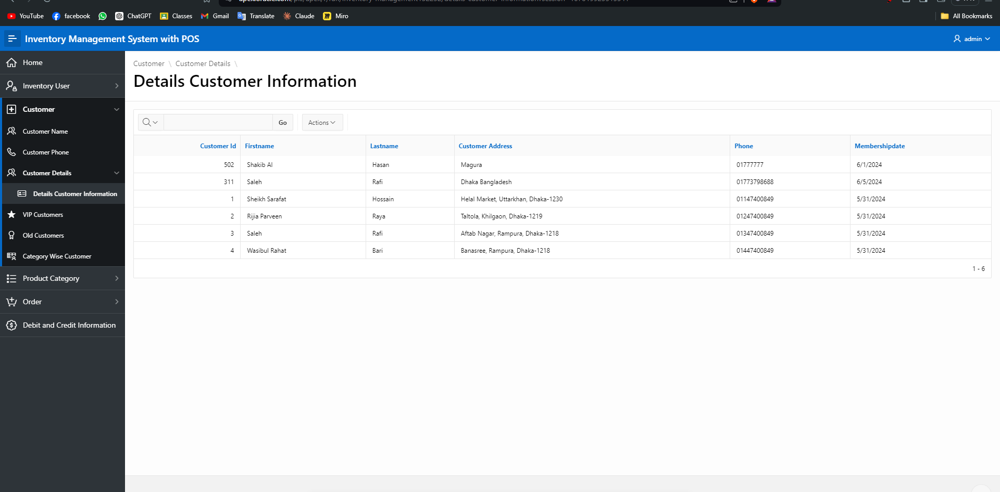 YouTube facebook ChatGPT Classes Gmail Translate Claude Miro All Bookmarks
Inventory Management System with POS admin
Home
Inventory User
Customer
Customer Name
Customer Phone
Customer Details
Details Customer Information
VIP Customers
Old Customers
Category Wise Customer
Product Category
Order
Debit and Credit Information
Customer \ Customer Details \
Details Customer Information
Go Actions
Customer Id Firstname Lastname Customer Address Phone Membershipdate
502 Shakib Al Hasan Magura 01777777 6/1/2024
311 Saleh Rafi Dhaka Bangladesh 01773798688 6/5/2024
1 Sheikh Sarafat Hossain Helal Market, Uttarkhan, Dhaka-1230 01147400849 5/31/2024
2 Rijia Parveen Raya Taltola, Khilgaon, Dhaka-1219 01247400849 5/31/2024
3 Saleh Rafi Aftab Nagar, Rampura, Dhaka-1218 01347400849 5/31/2024
4 Wasibul Rahat Bari Banasree, Rampura, Dhaka-1218 01447400849 5/31/2024
1 - 6